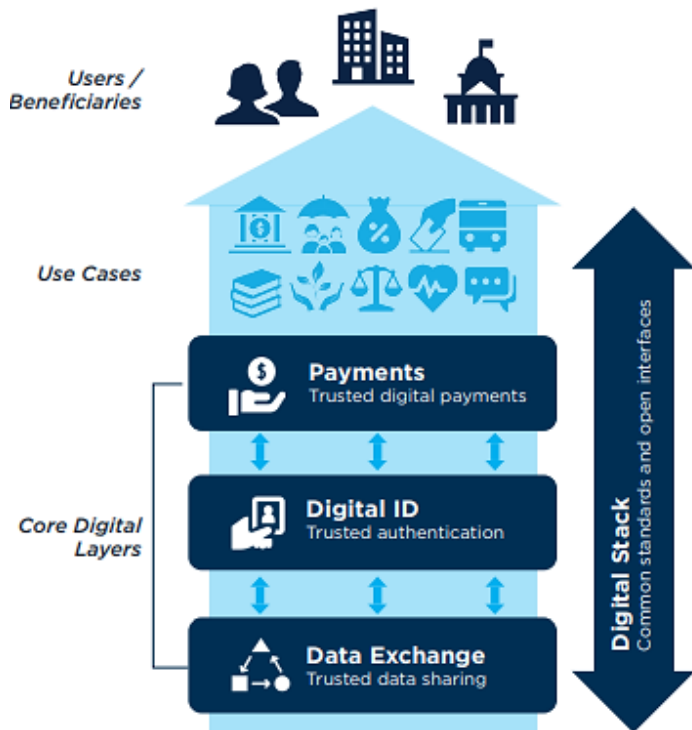 Users /
Beneficiaries
Use Cases
Payments
Trusted digital payments
Core Digital
Layers
Digital ID
Trusted authentication
Data Exchange
Trusted data sharing
Digital Stack
Common standards and open interfaces